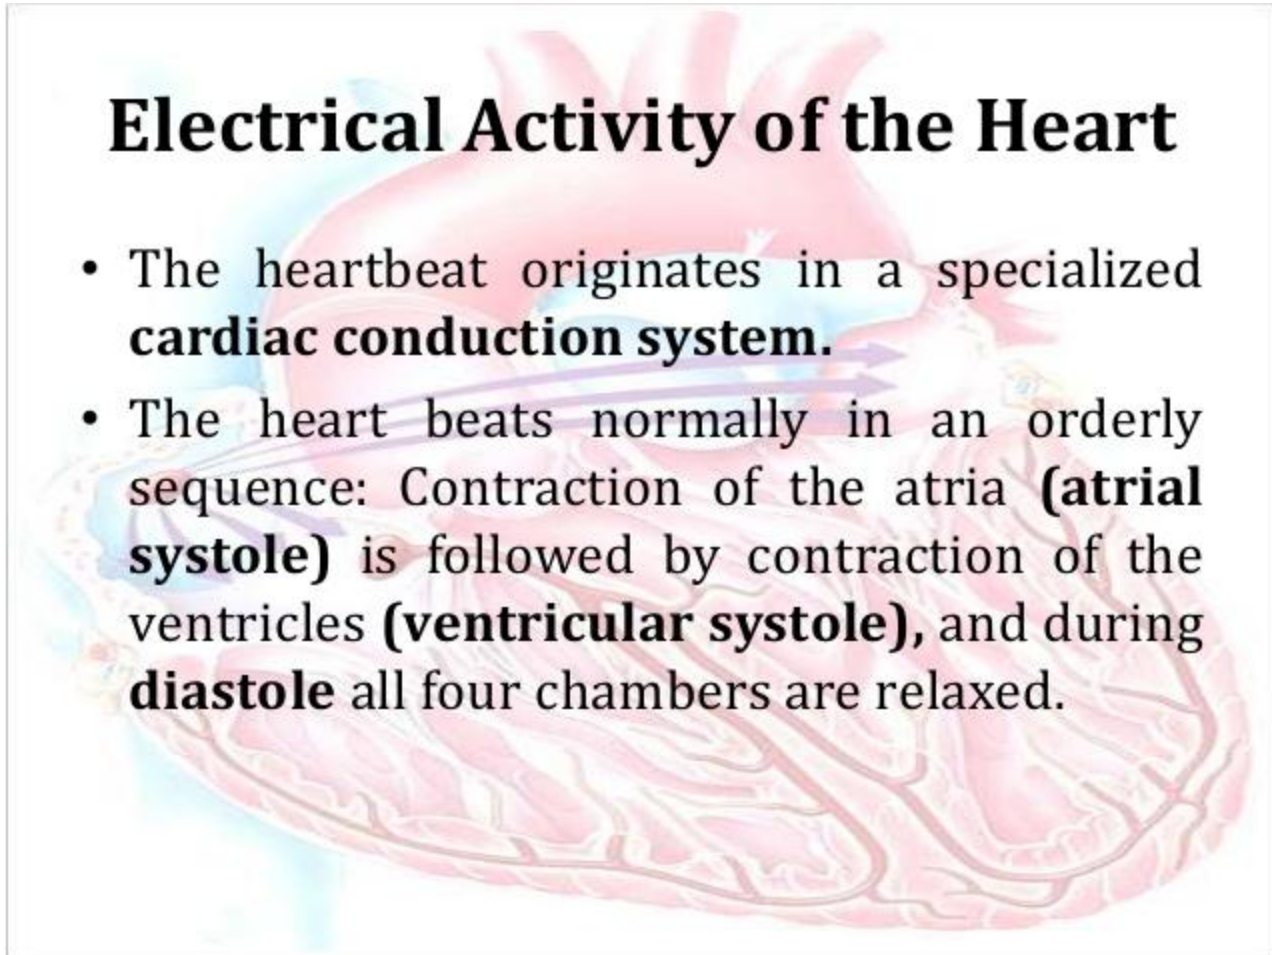 Electrical Activity of the Heart
• The heartbeat originates in a specialized
cardiac conduction system.
• The heart beats normally in an orderly
sequence: Contraction of the atria (atrial
systole) is followed by contraction of the
ventricles (ventricular systole), and during
diastole all four chambers are relaxed.